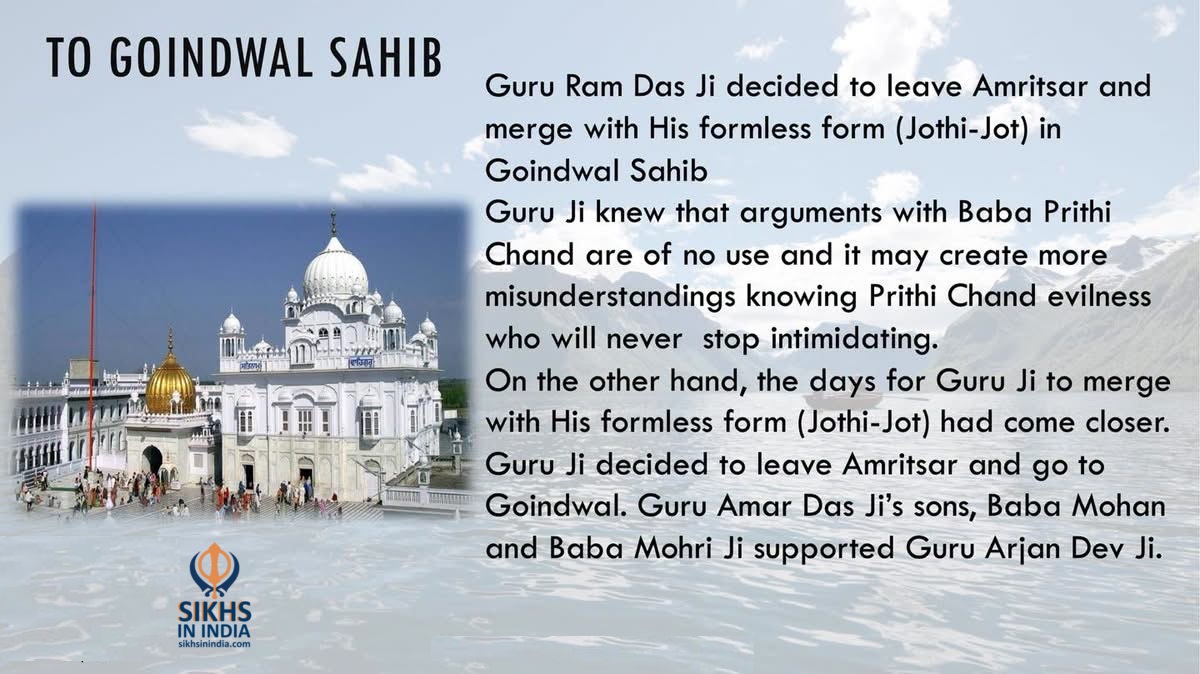 TO GOINDWAL SAHIB
Guru Ram Das Ji decided to leave Amritsar and
merge with His formless form (Jothi-Jot) in
Goindwal Sahib
Guru Ji knew that arguments with Baba Prithi
Chand are of no use and it may create more
misunderstandings knowing Prithi Chand evilness
who will never  stop intimidating.
On the other hand, the days for Guru Ji to merge
with His formless form (Jothi-Jot) had come closer.
Guru Ji decided to leave Amritsar and go to
Goindwal. Guru Amar Das Ji’s sons, Baba Mohan
and Baba Mohri Ji supported Guru Arjan Dev Ji.
SIKHS
IN INDIA
sikhsinindia.com